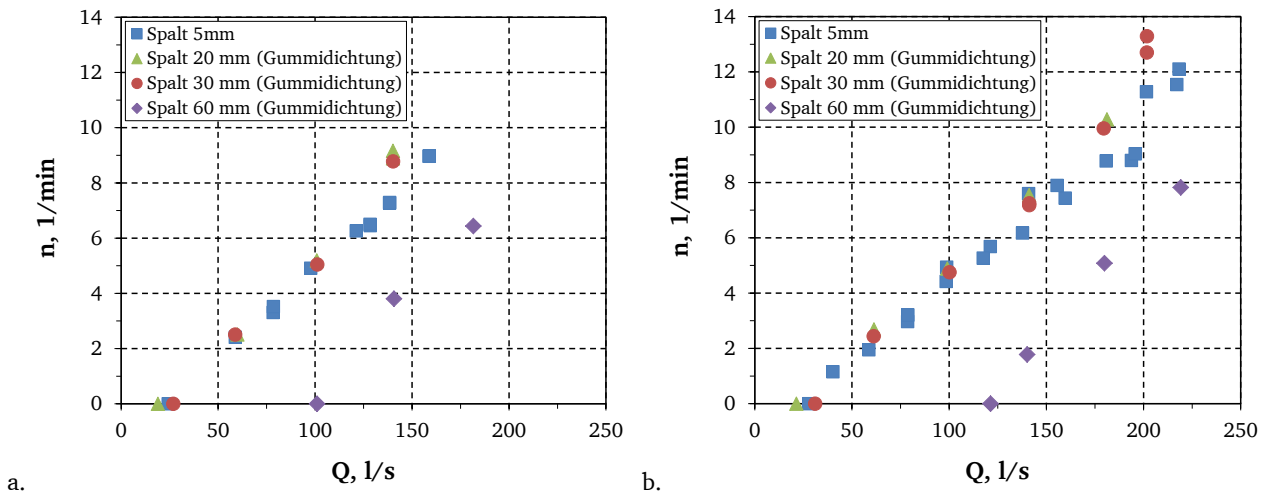 14
12
10
8
6
4
2
0
n, 1/min
Spalt 5mm
Spalt 20 mm (Gummidichtung)
Spalt 30 mm (Gummidichtung)
Spalt 60 mm (Gummidichtung)
0 50 100 150 200 250
Q, l/s
a.
14
12
10
8
6
4
2
0
n, 1/min
Spalt 5mm
Spalt 20 mm (Gummidichtung)
Spalt 30 mm (Gummidichtung)
Spalt 60 mm (Gummidichtung)
0 50 100 150 200 250
Q, l/s
b.